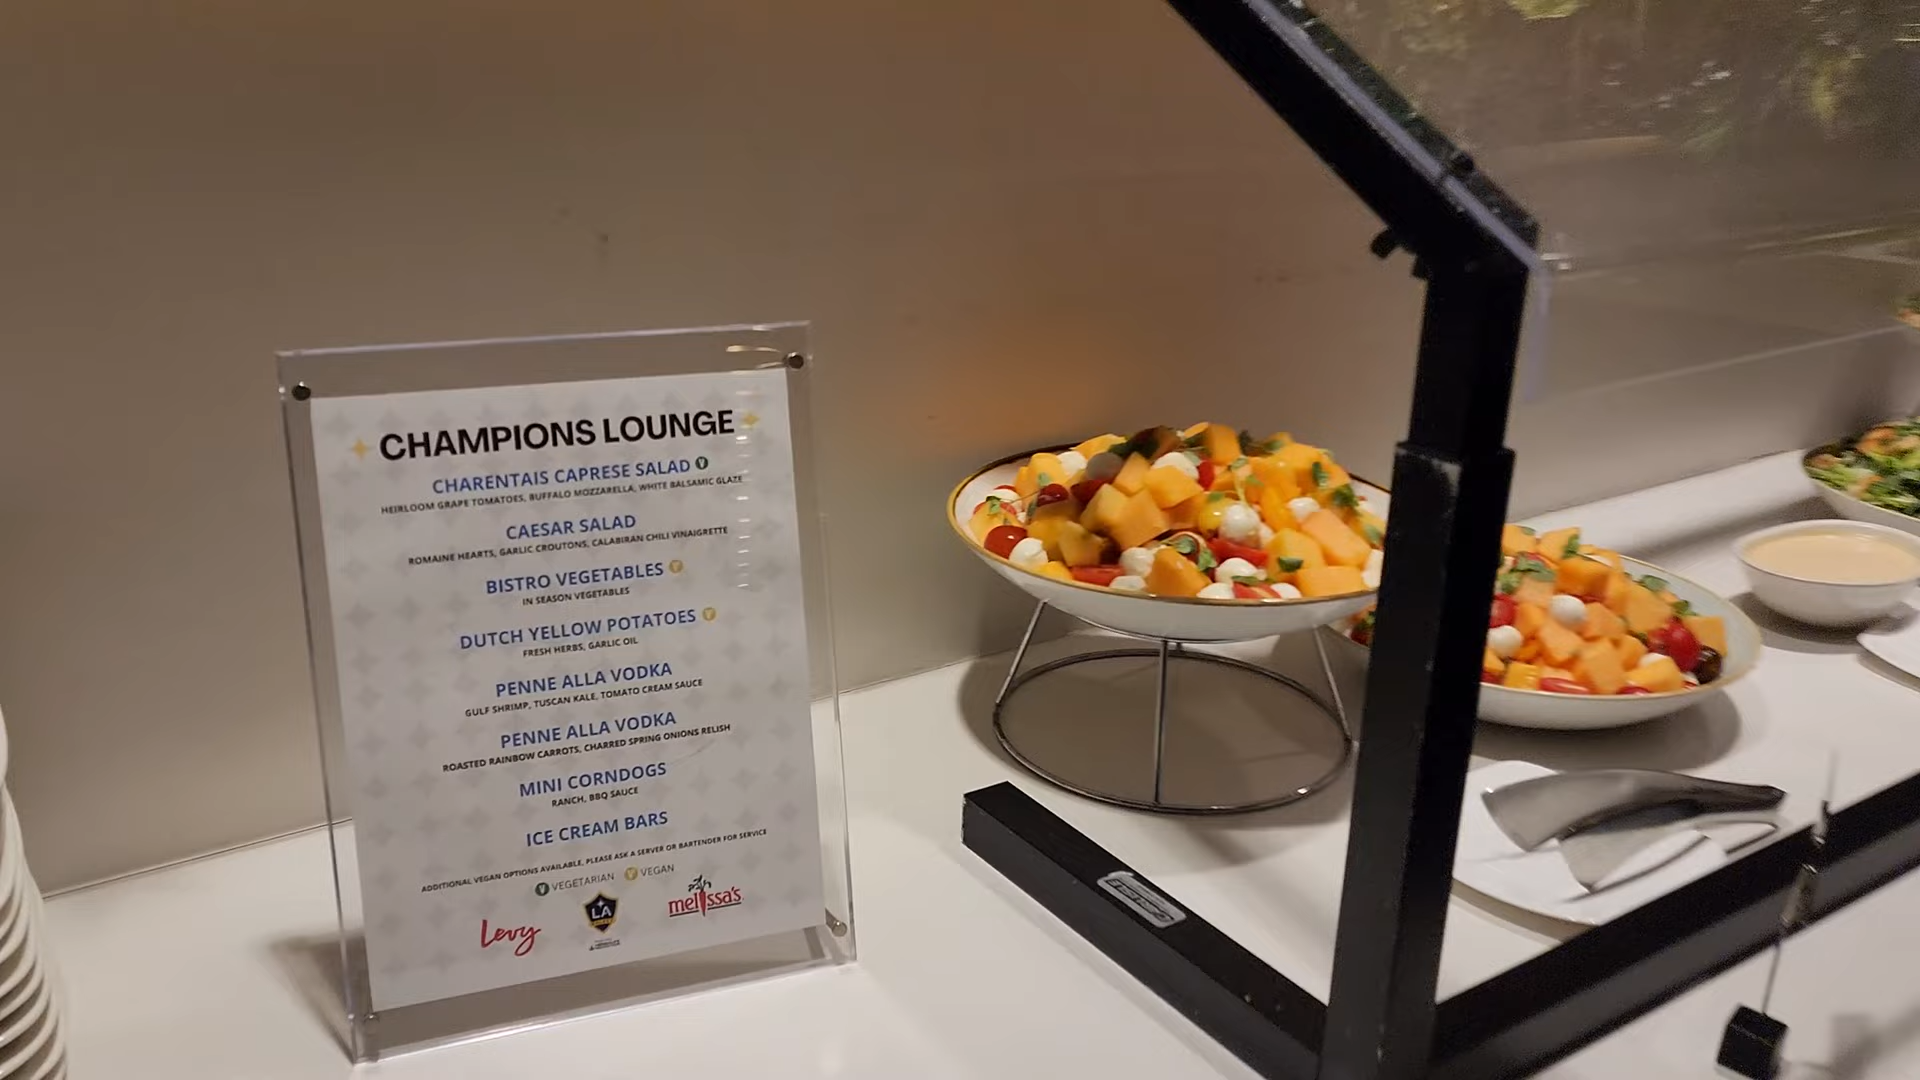 CHAMPIONS LOUNGE
CHARENTAIS CAPRESE SALAD V
HEIRLOOM GRAPE TOMATOES, BUFFALO MOZZARELLA, WHITE BALSAMIC GLAZE
CAESAR SALAD
ROMAINE HEARTS, GARLIC CROUTONS, CALABIRAN CHILI VINAIGRETTE
BISTRO VEGETABLES V
IN SEASON VEGETABLES
DUTCH YELLOW POTATOES V
FRESH HERBS, GARLIC OIL
PENNE ALLA VODKA
GULF SHRIMP, TUSCAN KALE, TOMATO CREAM SAUCE
PENNE ALLA VODKA
ROASTED RAINBOW CARROTS, CHARRED SPRING ONIONS RELISH
MINI CORNDOGS
RANCH, BBQ SAUCE
ICE CREAM BARS
ADDITIONAL VEGAN OPTIONS AVAILABLE, PLEASE ASK A SERVER OR BARTENDER FOR SERVICE
V VEGETARIAN V VEGAN
Levy LA melissa's